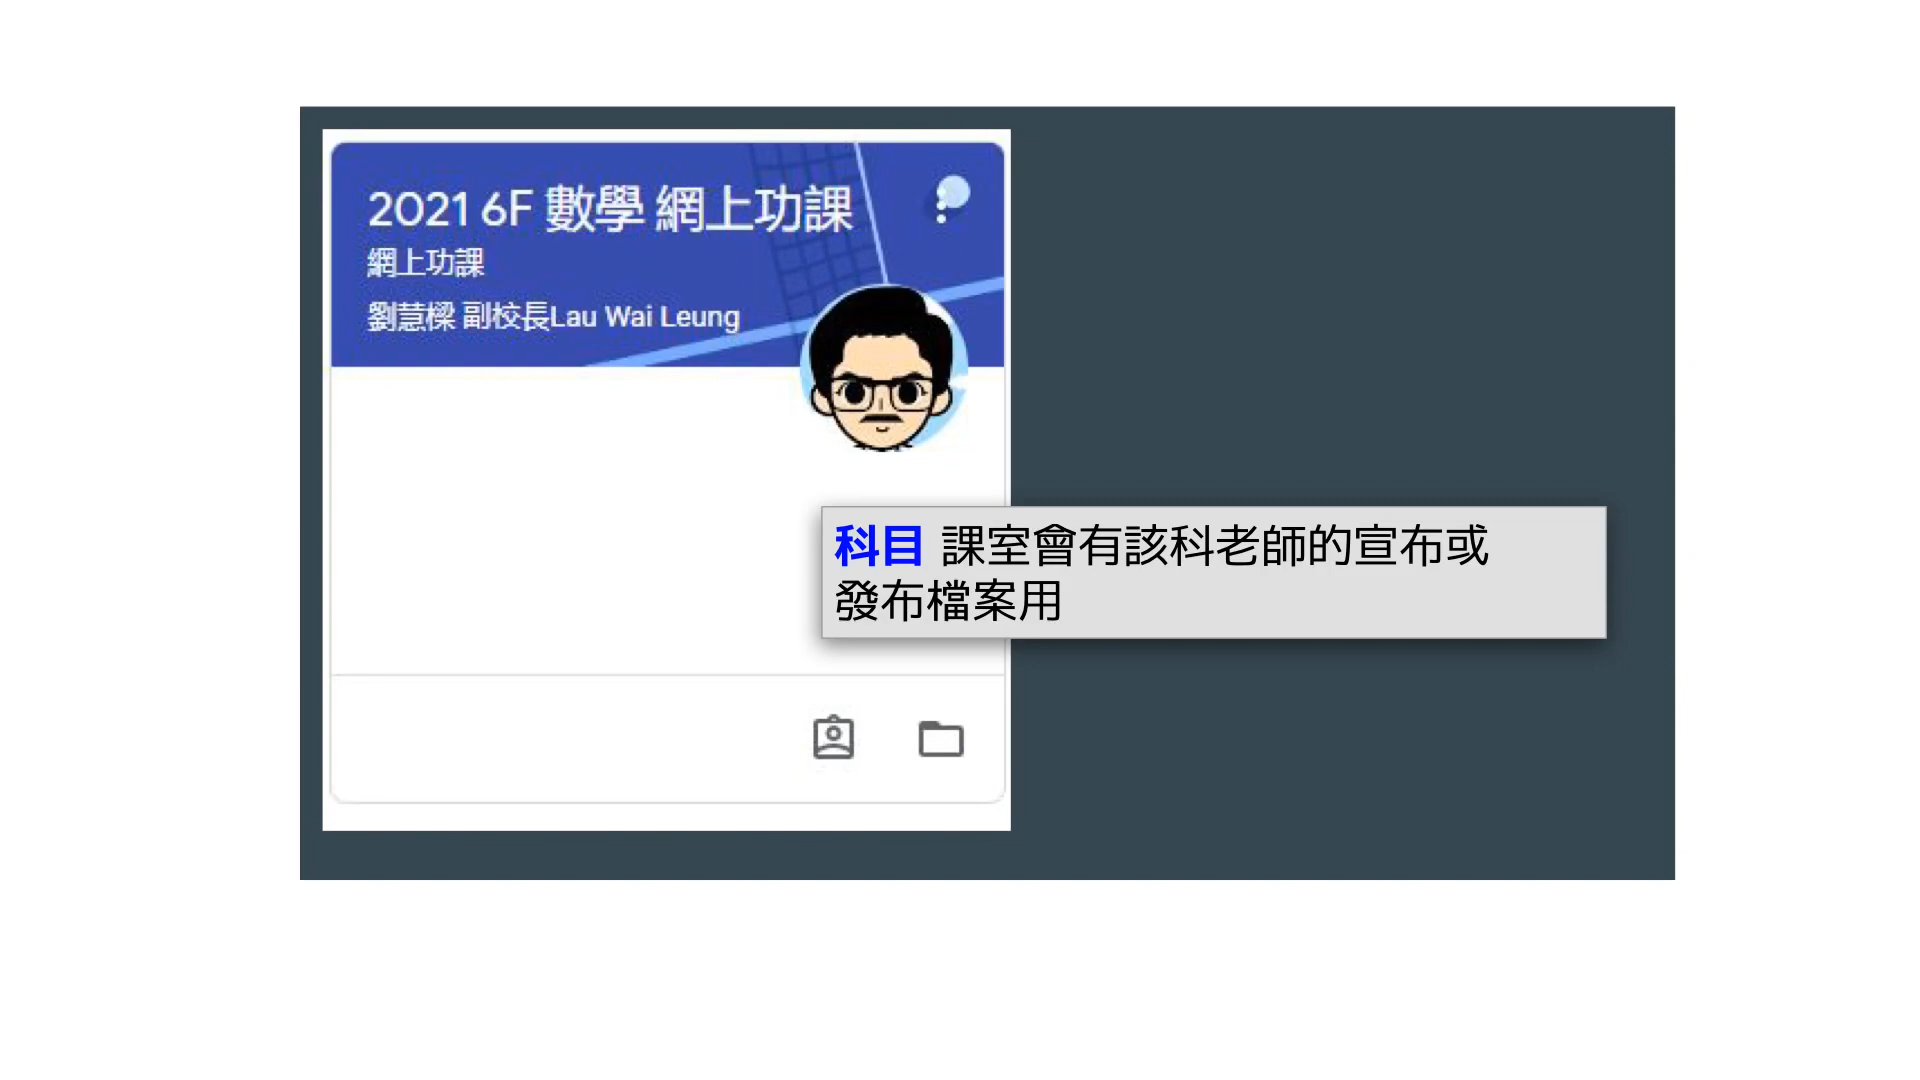 2021 6F 數學 網上功課
網上功課
劉慧樑 副校長Lau Wai Leung
科目 課室會有該科老師的宣布或
發布檔案用